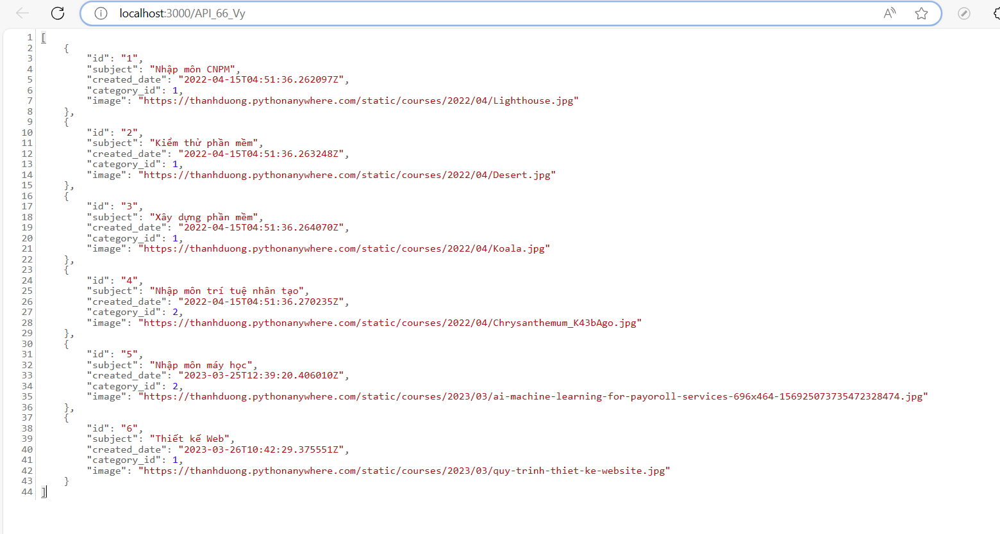 localhost:3000/API_66_Vy
1 [
2 {
3 "id": "1",
4 "subject": "Nhập môn CNPM",
5 "created_date": "2022-04-15T04:51:36.262097Z",
6 "category_id": 1,
7 "image": "https://thanhduong.pythonanywhere.com/static/courses/2022/04/Lighthouse.jpg"
8 },
9 {
10 "id": "2",
11 "subject": "Kiểm thử phần mềm",
12 "created_date": "2022-04-15T04:51:36.263248Z",
13 "category_id": 1,
14 "image": "https://thanhduong.pythonanywhere.com/static/courses/2022/04/Desert.jpg"
15 },
16 {
17 "id": "3",
18 "subject": "Xây dựng phần mềm",
19 "created_date": "2022-04-15T04:51:36.264070Z",
20 "category_id": 1,
21 "image": "https://thanhduong.pythonanywhere.com/static/courses/2022/04/Koala.jpg"
22 },
23 {
24 "id": "4",
25 "subject": "Nhập môn trí tuệ nhân tạo",
26 "created_date": "2022-04-15T04:51:36.270235Z",
27 "category_id": 2,
28 "image": "https://thanhduong.pythonanywhere.com/static/courses/2022/04/Chrysanthemum_K43bAgo.jpg"
29 },
30 {
31 "id": "5",
32 "subject": "Nhập môn máy học",
33 "created_date": "2023-03-25T12:39:20.406010Z",
34 "category_id": 2,
35 "image": "https://thanhduong.pythonanywhere.com/static/courses/2023/03/ai-machine-learning-for-payoroll-services-696x464-156925073735472328474.jpg"
36 },
37 {
38 "id": "6",
39 "subject": "Thiết kế Web",
40 "created_date": "2023-03-26T10:42:29.375551Z",
41 "category_id": 1,
42 "image": "https://thanhduong.pythonanywhere.com/static/courses/2023/03/quy-trinh-thiet-ke-website.jpg"
43 }
44 ]